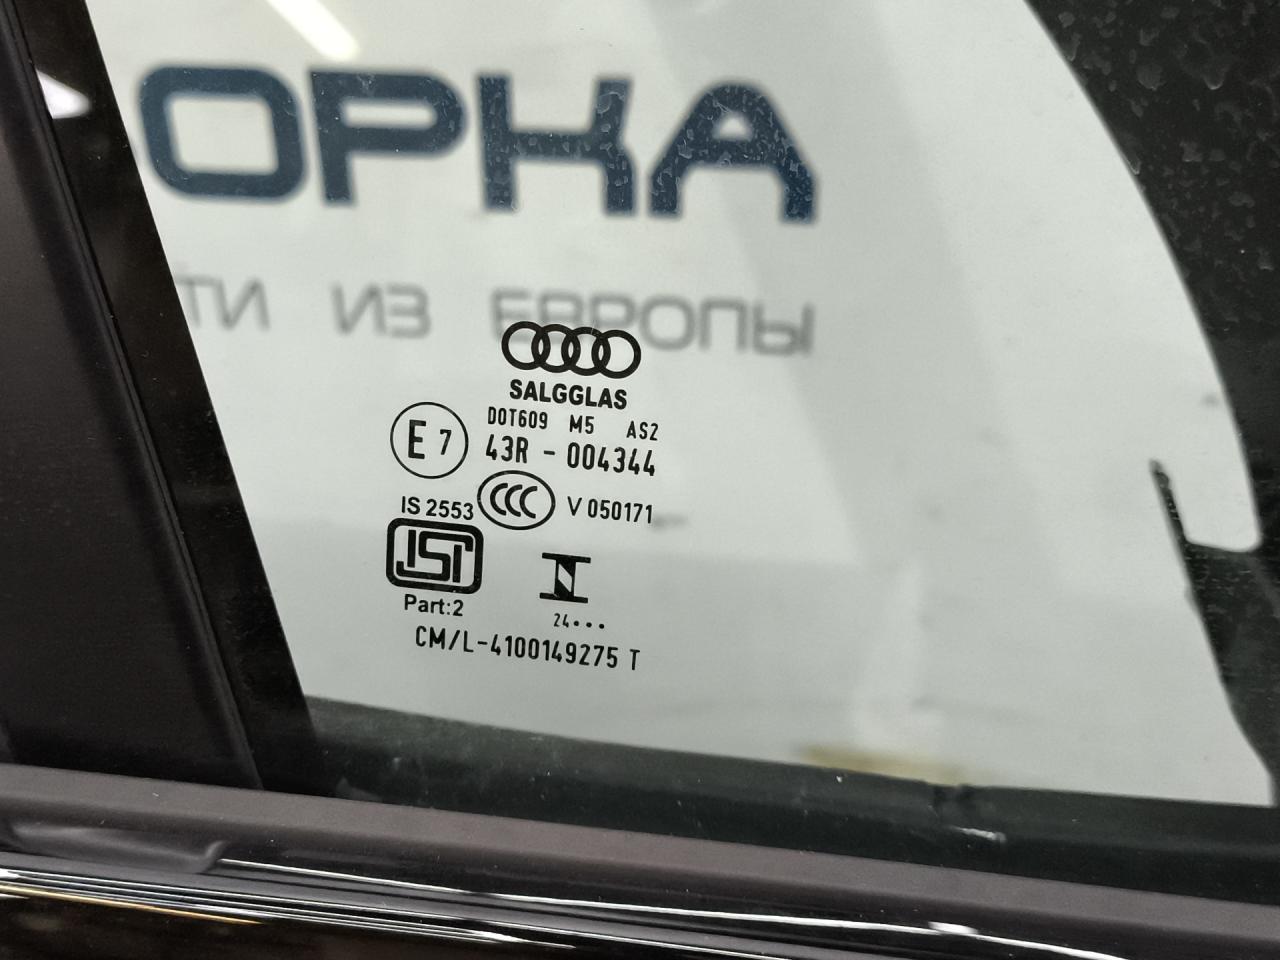 ОРКА
ТИ ИЗ ЕВРОПЫ
SALGGLAS
DOT609 M5 AS2
E7 43R - 004344
IS 2553 CCC V 050171
ISI
Part:2
24...
CM/L-4100149275 T